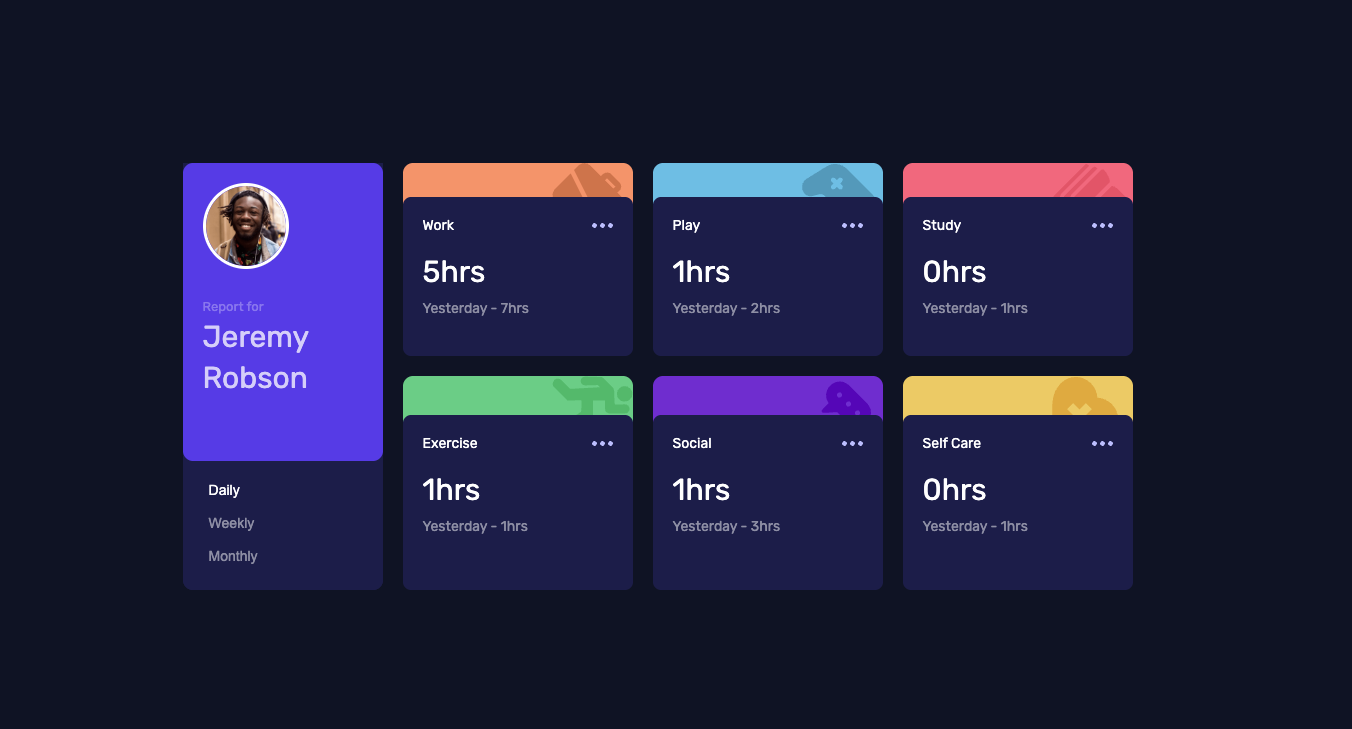 Report for
Jeremy
Robson
Daily
Weekly
Monthly
Work
5hrs
Yesterday - 7hrs
Play
1hrs
Yesterday - 2hrs
Study
0hrs
Yesterday - 1hrs
Exercise
1hrs
Yesterday - 1hrs
Social
1hrs
Yesterday - 3hrs
Self Care
0hrs
Yesterday - 1hrs